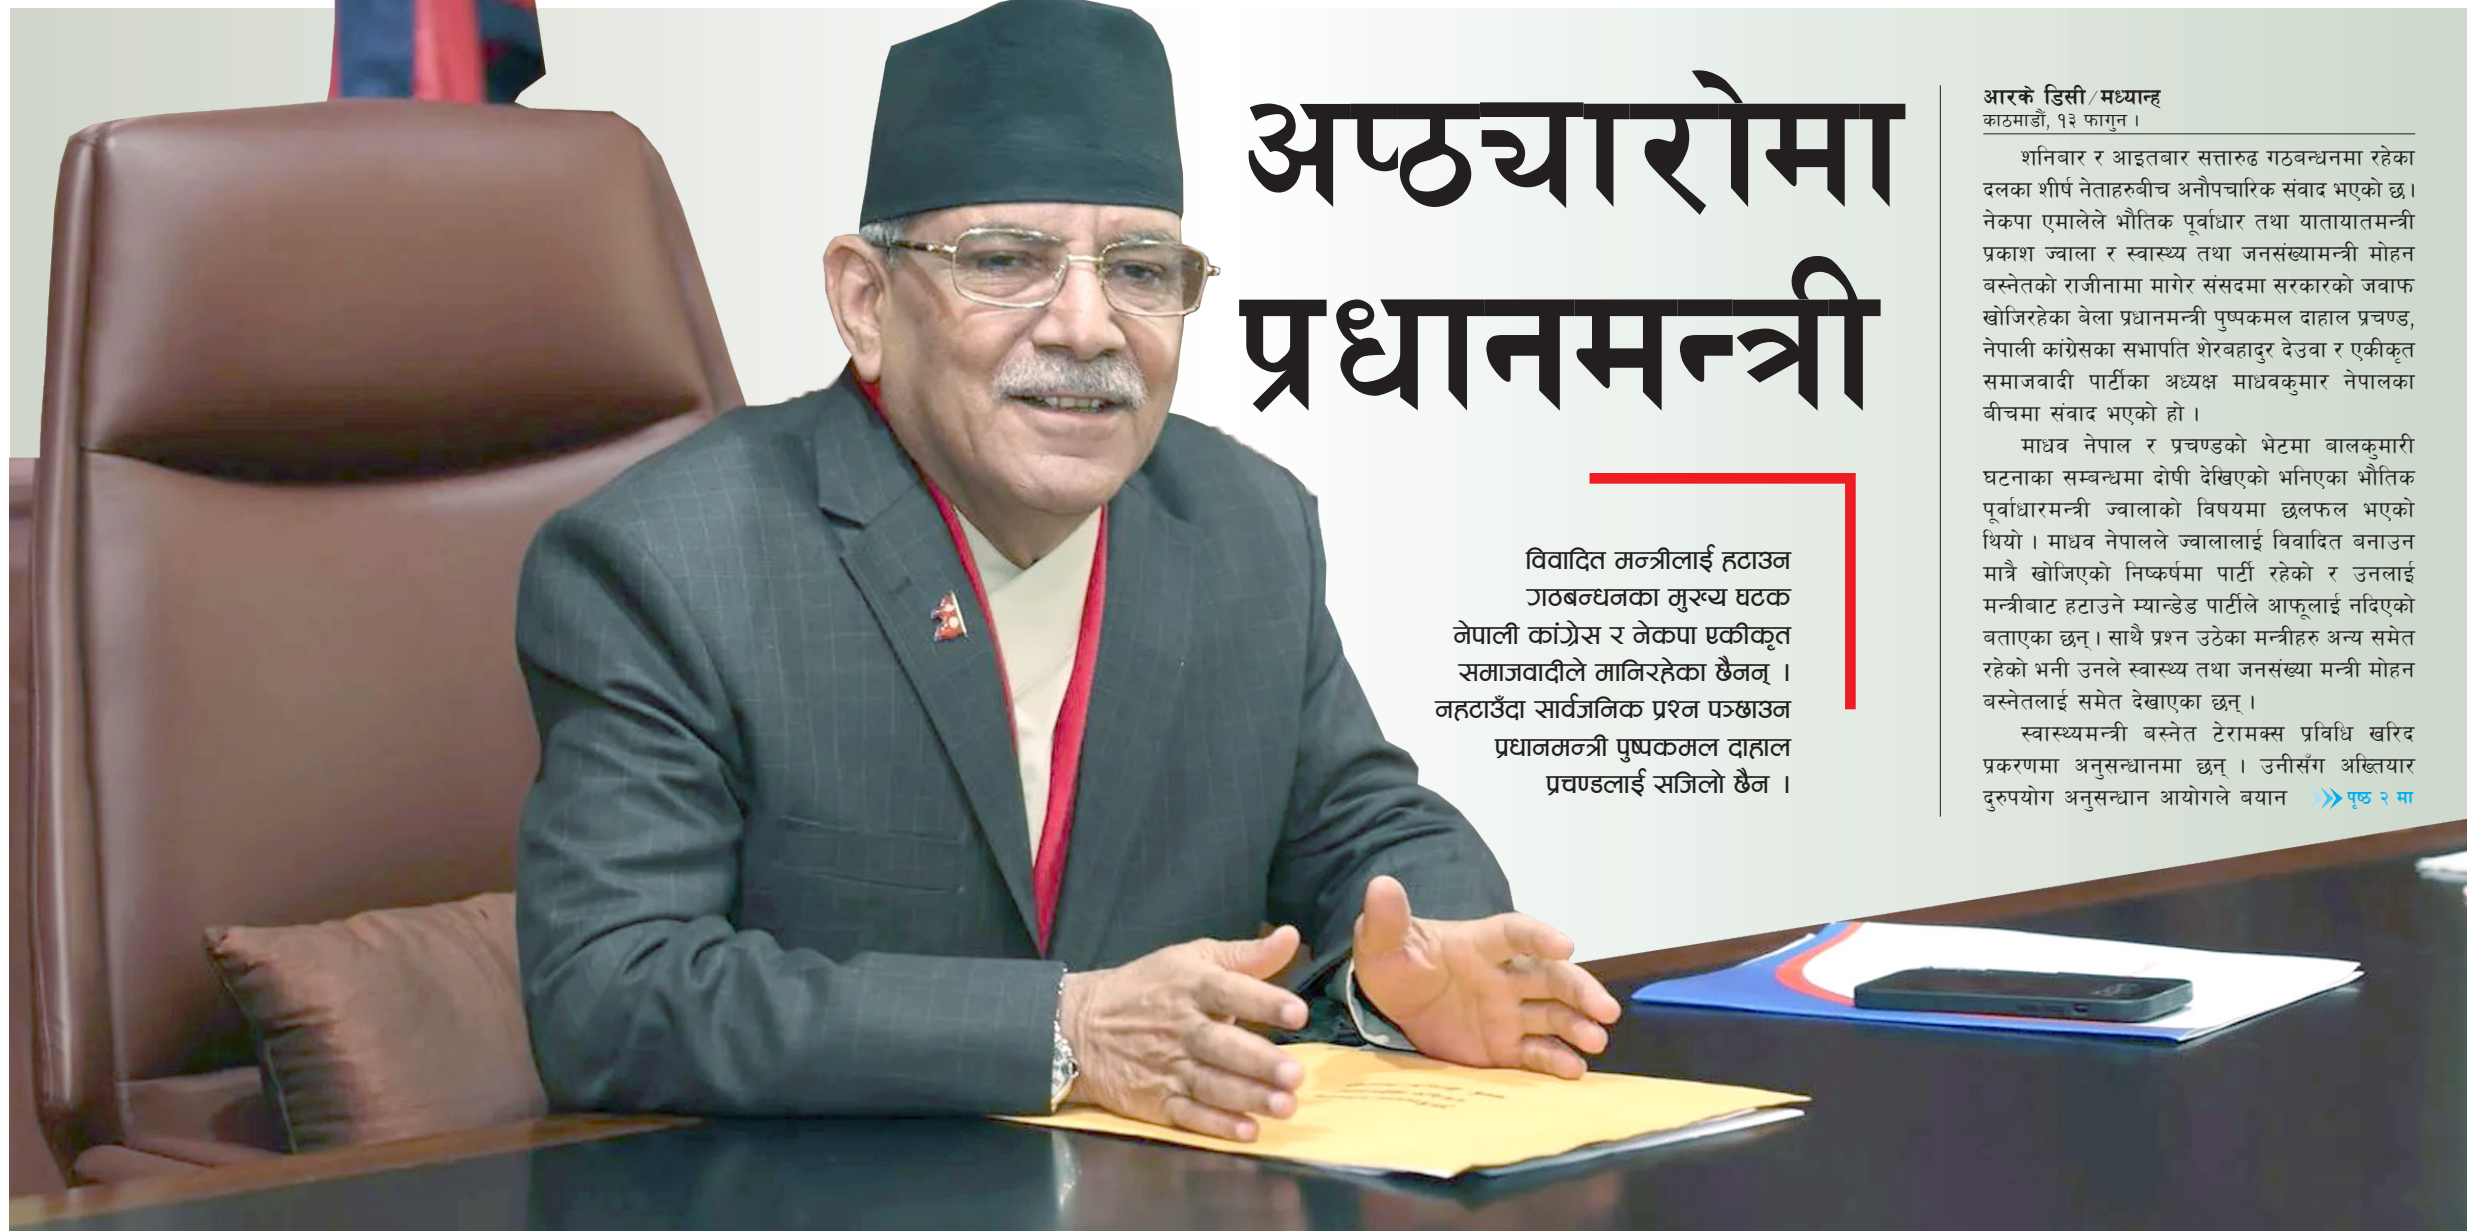 अप्ठ्यारोमा
प्रधानमन्त्री
विवादित मन्त्रीलाई हटाउन
गठबन्धनका मुख्य घटक
नेपाली कांग्रेस र नेकपा एकीकृत
समाजवादीले मानिरहेका छैनन् ।
नहटाउँदा सार्वजनिक प्रश्न पञ्छाउन
प्रधानमन्त्री पुष्पकमल दाहाल
प्रचण्डलाई सजिलो छैन ।
आरके डिसी/मध्यान्ह
काठमाडौं, १३ फागुन ।
शनिबार र आइतबार सत्तारुढ गठबन्धनमा रहेका
दलका शीर्ष नेताहरुबीच अनौपचारिक संवाद भएको छ।
नेकपा एमालेले भौतिक पूर्वाधार तथा यातायातमन्त्री
प्रकाश ज्वाला र स्वास्थ्य तथा जनसंख्यामन्त्री मोहन
बस्नेतको राजीनामा मागेर संसदमा सरकारको जवाफ
खोजिरहेका बेला प्रधानमन्त्री पुष्पकमल दाहाल प्रचण्ड,
नेपाली कांग्रेसका सभापति शेरबहादुर देउवा र एकीकृत
समाजवादी पार्टीका अध्यक्ष माधवकुमार नेपालका
बीचमा संवाद भएको हो ।
माधव नेपाल र प्रचण्डको भेटमा बालकुमारी
घटनाका सम्बन्धमा दोषी देखिएको भनिएका भौतिक
पूर्वाधारमन्त्री ज्वालाको विषयमा छलफल भएको
थियो । माधव नेपालले ज्वालालाई विवादित बनाउन
मात्रै खोजिएको निष्कर्षमा पार्टी रहेको र उनलाई
मन्त्रीबाट हटाउने म्यान्डेड पार्टीले आफूलाई नदिएको
बताएका छन्। साथै प्रश्न उठेका मन्त्रीहरु अन्य समेत
रहेको भनी उनले स्वास्थ्य तथा जनसंख्या मन्त्री मोहन
बस्नेतलाई समेत देखाएका छन् ।
स्वास्थ्यमन्त्री बस्नेत टेरामक्स प्रविधि खरिद
प्रकरणमा अनुसन्धानमा छन् । उनीसँग अख्तियार
दुरुपयोग अनुसन्धान आयोगले बयान पृष्ठ २ मा